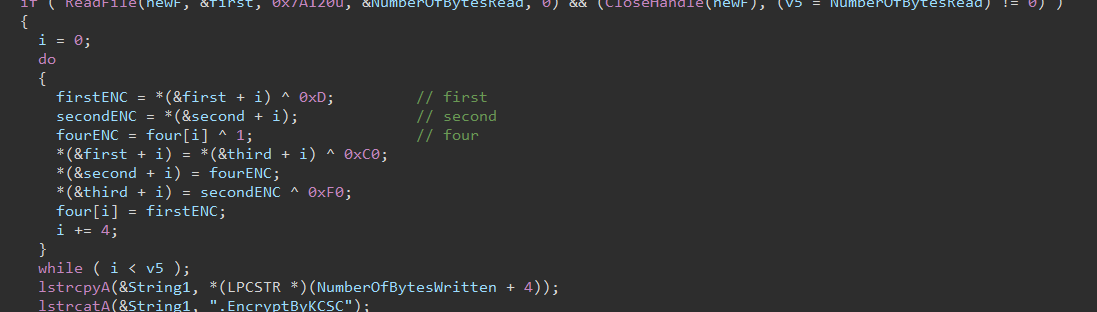 if ( ReadFile(newF, &first, 0x7A120u, &NumberOfBytesRead, 0) && (CloseHandle(newF), (v5 = NumberOfBytesRead) != 0) )
{
i = 0;
do
{
firstENC = *(&first + i) ^ 0xD; // first
secondENC = *(&second + i); // second
fourENC = four[i] ^ 1; // four
*(&first + i) = *(&third + i) ^ 0xC0;
*(&second + i) = fourENC;
*(&third + i) = secondENC ^ 0xF0;
four[i] = firstENC;
i += 4;
}
while ( i < v5 );
lstrcpyA(&String1, *(LPCSTR *)(NumberOfBytesWritten + 4));
lstrcatA(&String1, ".EncryptByKCSC");